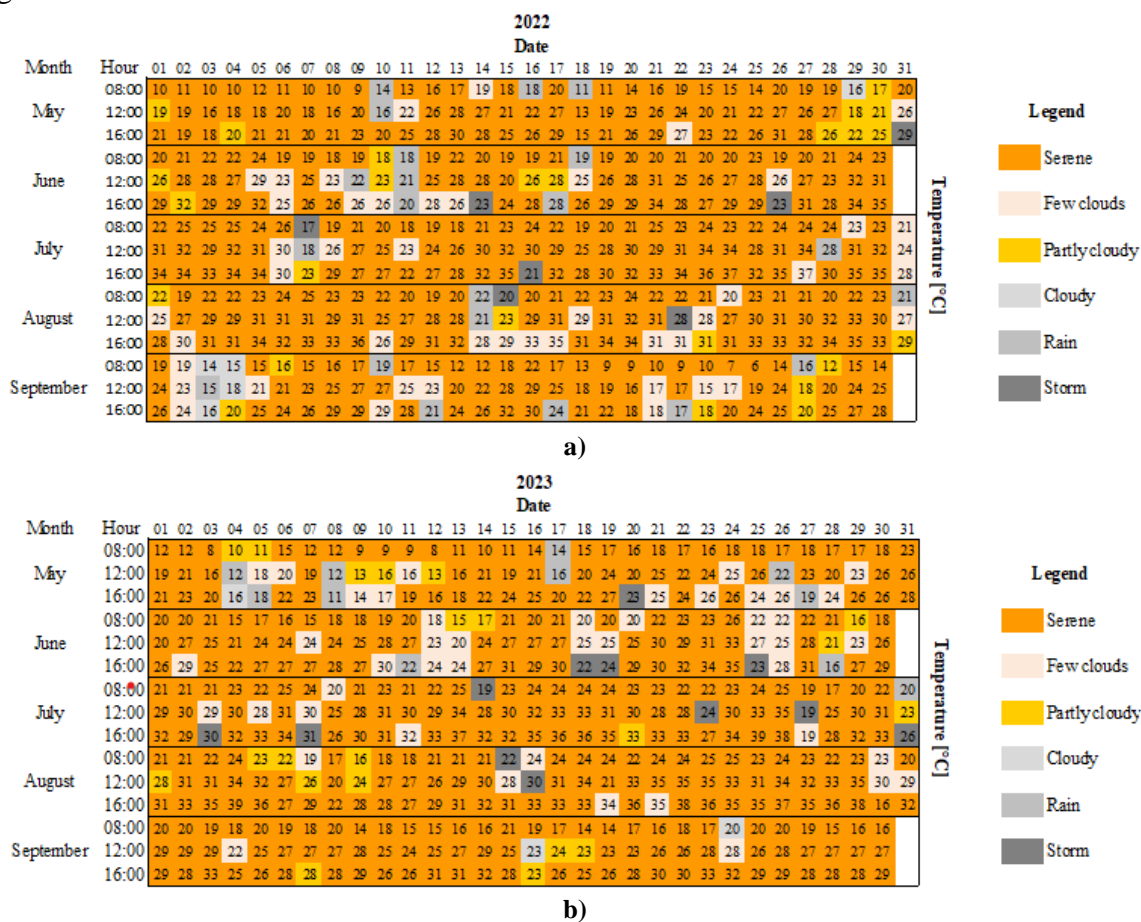 2022
Date
Month Hour 01 02 03 04 05 06 07 08 09 10 11 12 13 14 15 16 17 18 19 20 21 22 23 24 25 26 27 28 29 30 31
08:00 10 11 10 10 12 11 10 10 9 14 13 16 17 19 18 18 20 11 11 14 16 19 15 15 14 20 19 19 16 17 20
May 12:00 19 19 16 18 18 20 18 16 20 16 22 26 28 27 21 22 27 13 19 23 26 24 20 21 22 27 26 27 18 21 26
16:00 21 19 18 20 21 21 20 21 23 20 25 28 30 28 25 26 29 15 21 26 29 27 23 22 26 31 28 26 22 25 29
08:00 20 21 22 22 24 19 19 18 19 18 18 19 22 20 19 19 21 19 19 20 20 21 20 20 23 19 20 21 24 23
June 12:00 26 28 28 27 29 23 25 23 22 23 21 25 28 28 20 26 28 25 26 28 31 25 26 27 28 26 27 23 32 31
16:00 29 32 29 29 32 25 26 26 26 26 20 28 26 23 24 28 28 28 29 29 34 28 27 29 29 23 31 28 34 35
08:00 22 25 25 25 24 26 17 19 21 20 18 19 18 21 23 24 22 19 21 20 22 25 23 24 23 22 24 24 24 23 23 21
July 12:00 31 32 29 32 31 30 18 26 27 25 23 24 26 30 32 30 29 25 28 30 29 31 34 34 28 31 34 28 31 32 24
16:00 34 34 33 34 34 30 23 29 27 27 22 27 28 32 35 21 32 28 30 32 33 34 36 37 32 35 37 30 35 35 28
08:00 22 19 22 22 23 24 25 23 23 22 20 19 20 22 20 20 21 22 24 22 22 21 24 20 23 21 21 20 22 23 21
August 12:00 25 27 29 29 31 31 31 29 31 25 27 28 28 21 23 29 31 29 31 32 31 28 28 27 30 31 30 32 33 30 27
16:00 28 30 31 31 34 32 33 33 36 26 29 31 32 28 29 33 35 31 34 34 31 31 31 31 33 33 32 34 35 33 29
08:00 19 19 14 15 15 16 15 16 17 19 17 15 12 12 18 22 17 13 9 9 10 9 10 7 6 14 16 12 15 14
September 12:00 24 23 15 18 21 21 23 25 27 27 25 23 20 22 28 29 25 18 19 16 17 17 15 17 19 24 18 20 24 25
16:00 26 24 16 20 25 24 26 29 29 29 28 21 24 26 32 30 24 21 22 18 18 17 18 20 24 25 20 25 27 28
Temperature [°C]
Legend
Serene
Few clouds
Partly cloudy
Cloudy
Rain
Storm
a)
2023
Date
Month Hour 01 02 03 04 05 06 07 08 09 10 11 12 13 14 15 16 17 18 19 20 21 22 23 24 25 26 27 28 29 30 31
08:00 12 12 8 10 11 15 12 12 9 9 9 8 11 10 11 14 14 15 17 16 18 17 16 18 18 17 18 17 17 18 23
May 12:00 19 21 16 12 18 20 19 12 13 16 16 13 16 21 19 21 16 20 24 20 25 22 24 25 26 22 23 29 23 26 26
16:00 21 23 20 16 18 22 23 11 14 17 19 16 18 22 24 25 20 22 27 23 25 24 26 26 24 26 19 24 26 26 28
08:00 20 20 21 15 17 16 15 18 18 19 20 18 15 17 21 20 21 20 20 20 22 23 23 26 22 22 22 21 16 18
June 12:00 20 27 25 21 24 24 24 24 25 28 27 23 20 24 27 27 27 25 25 25 30 29 31 33 27 25 28 21 23 26
16:00 26 29 25 22 27 27 27 28 27 30 22 24 24 27 31 29 30 22 24 29 30 32 34 35 23 28 31 16 27 29
08:00 21 21 21 23 22 25 24 20 21 23 21 22 25 19 23 24 24 24 24 23 23 22 22 23 24 25 19 17 20 22 20
July 12:00 29 30 29 30 28 31 30 25 28 31 30 29 34 28 30 32 33 33 31 30 28 28 24 30 33 35 19 25 30 31 23
16:00 32 29 30 32 33 34 31 26 31 32 33 37 32 32 35 36 36 35 35 33 33 33 27 34 39 38 19 28 32 33 26
08:00 21 21 22 24 23 22 19 17 16 18 18 21 21 21 22 24 24 24 24 22 24 24 25 25 23 22 23 22 22 23 20
August 12:00 28 31 31 34 32 27 26 20 24 27 27 26 29 30 28 30 31 34 21 33 35 35 35 33 33 31 34 32 33 30 29
16:00 31 33 35 39 36 27 29 22 28 28 27 29 31 32 31 33 33 33 34 36 35 38 36 35 35 37 35 36 38 16 32
08:00 20 20 19 18 20 19 18 20 14 18 15 15 16 16 21 19 17 14 14 17 16 18 17 20 20 20 19 15 16 16
September 12:00 29 29 29 22 25 27 27 27 28 25 24 25 27 29 25 23 24 23 23 23 26 26 28 28 26 28 27 27 27 27
16:00 29 28 33 25 26 28 28 28 29 26 26 31 31 32 28 23 26 25 26 28 30 30 33 32 29 29 28 28 28 29
Temperature [°C]
Legend
Serene
Few clouds
Partly cloudy
Cloudy
Rain
Storm
b)